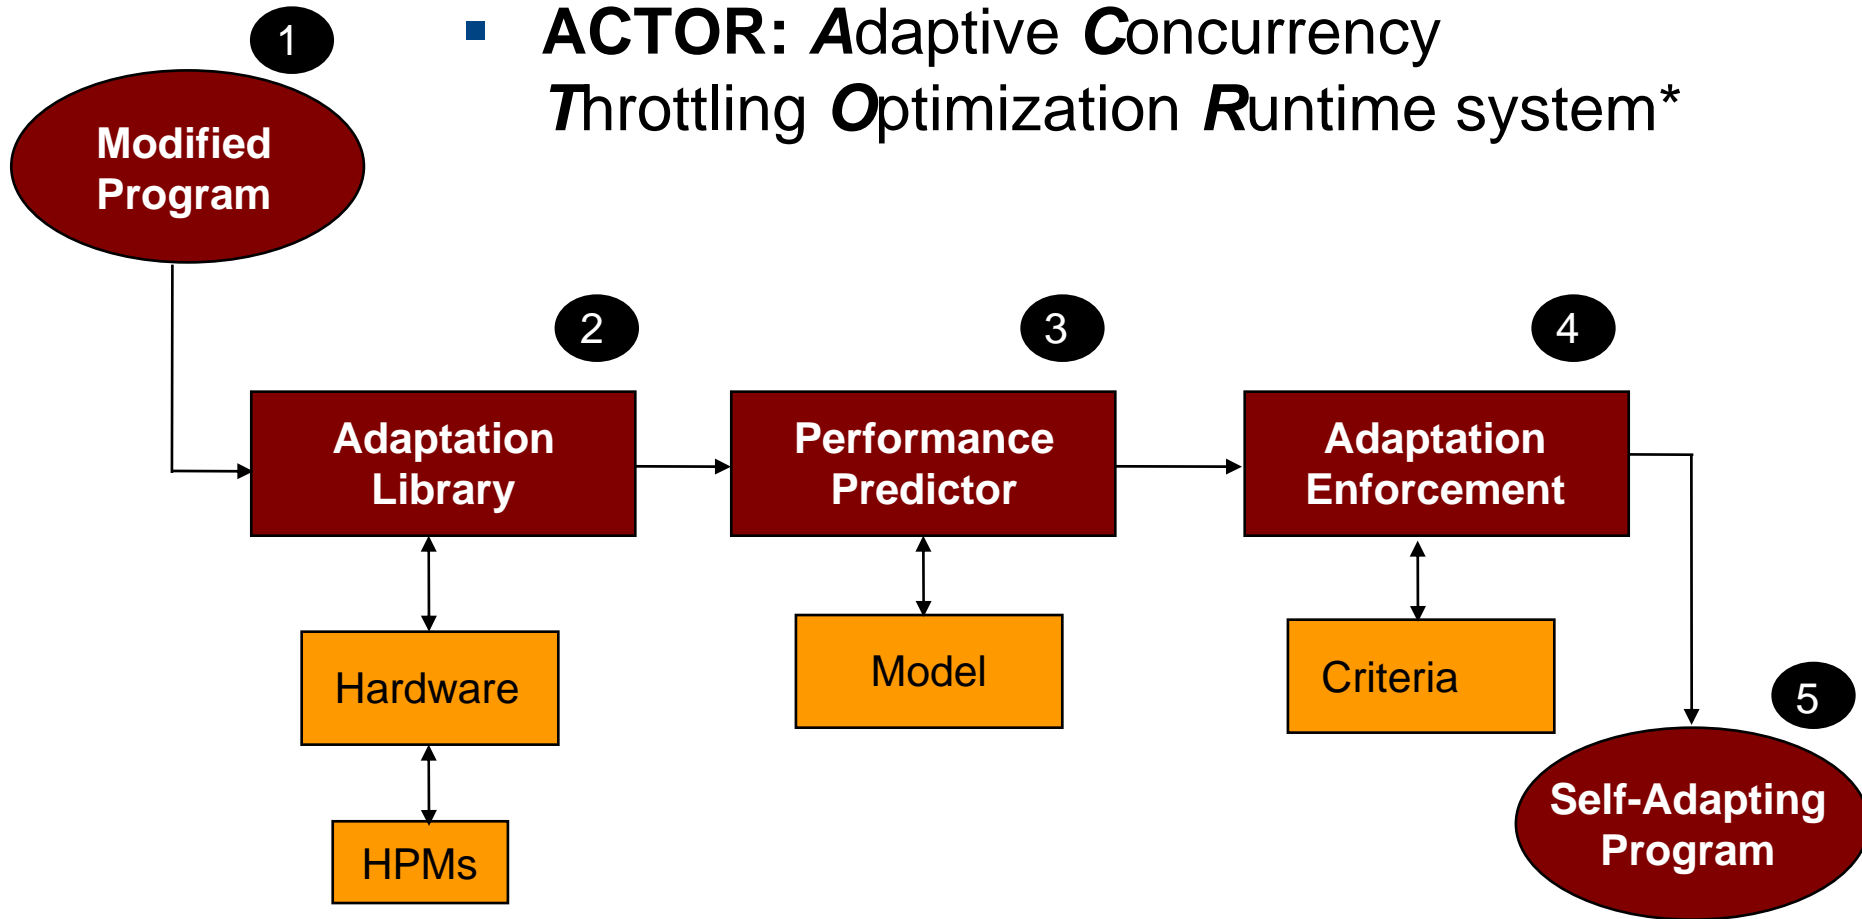 1
ACTOR: Adaptive Concurrency
Throttling Optimization Runtime system*
Modified
Program
2
3
4
Adaptation
Library
Performance
Predictor
Adaptation
Enforcement
Hardware
Model
Criteria
5
HPMs
Self-Adapting
Program